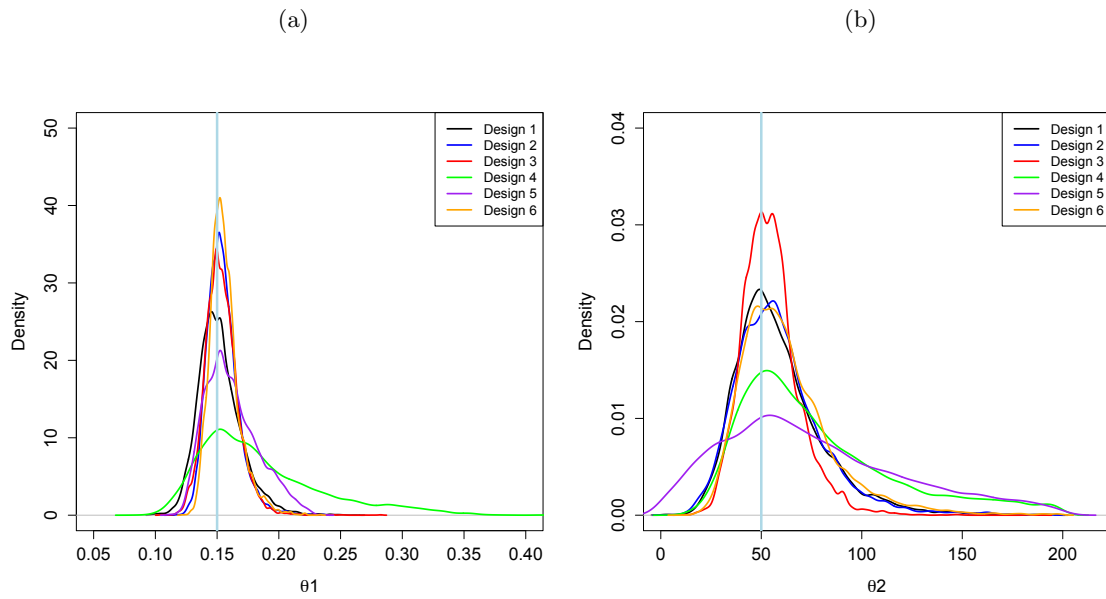 (a)
50
40
30
20
10
0
Density
0.05 0.10 0.15 0.20 0.25 0.30 0.35 0.40
θ1
Design 1
Design 2
Design 3
Design 4
Design 5
Design 6
(b)
0.04
0.03
0.02
0.01
0.00
Density
0 50 100 150 200
θ2
Design 1
Design 2
Design 3
Design 4
Design 5
Design 6